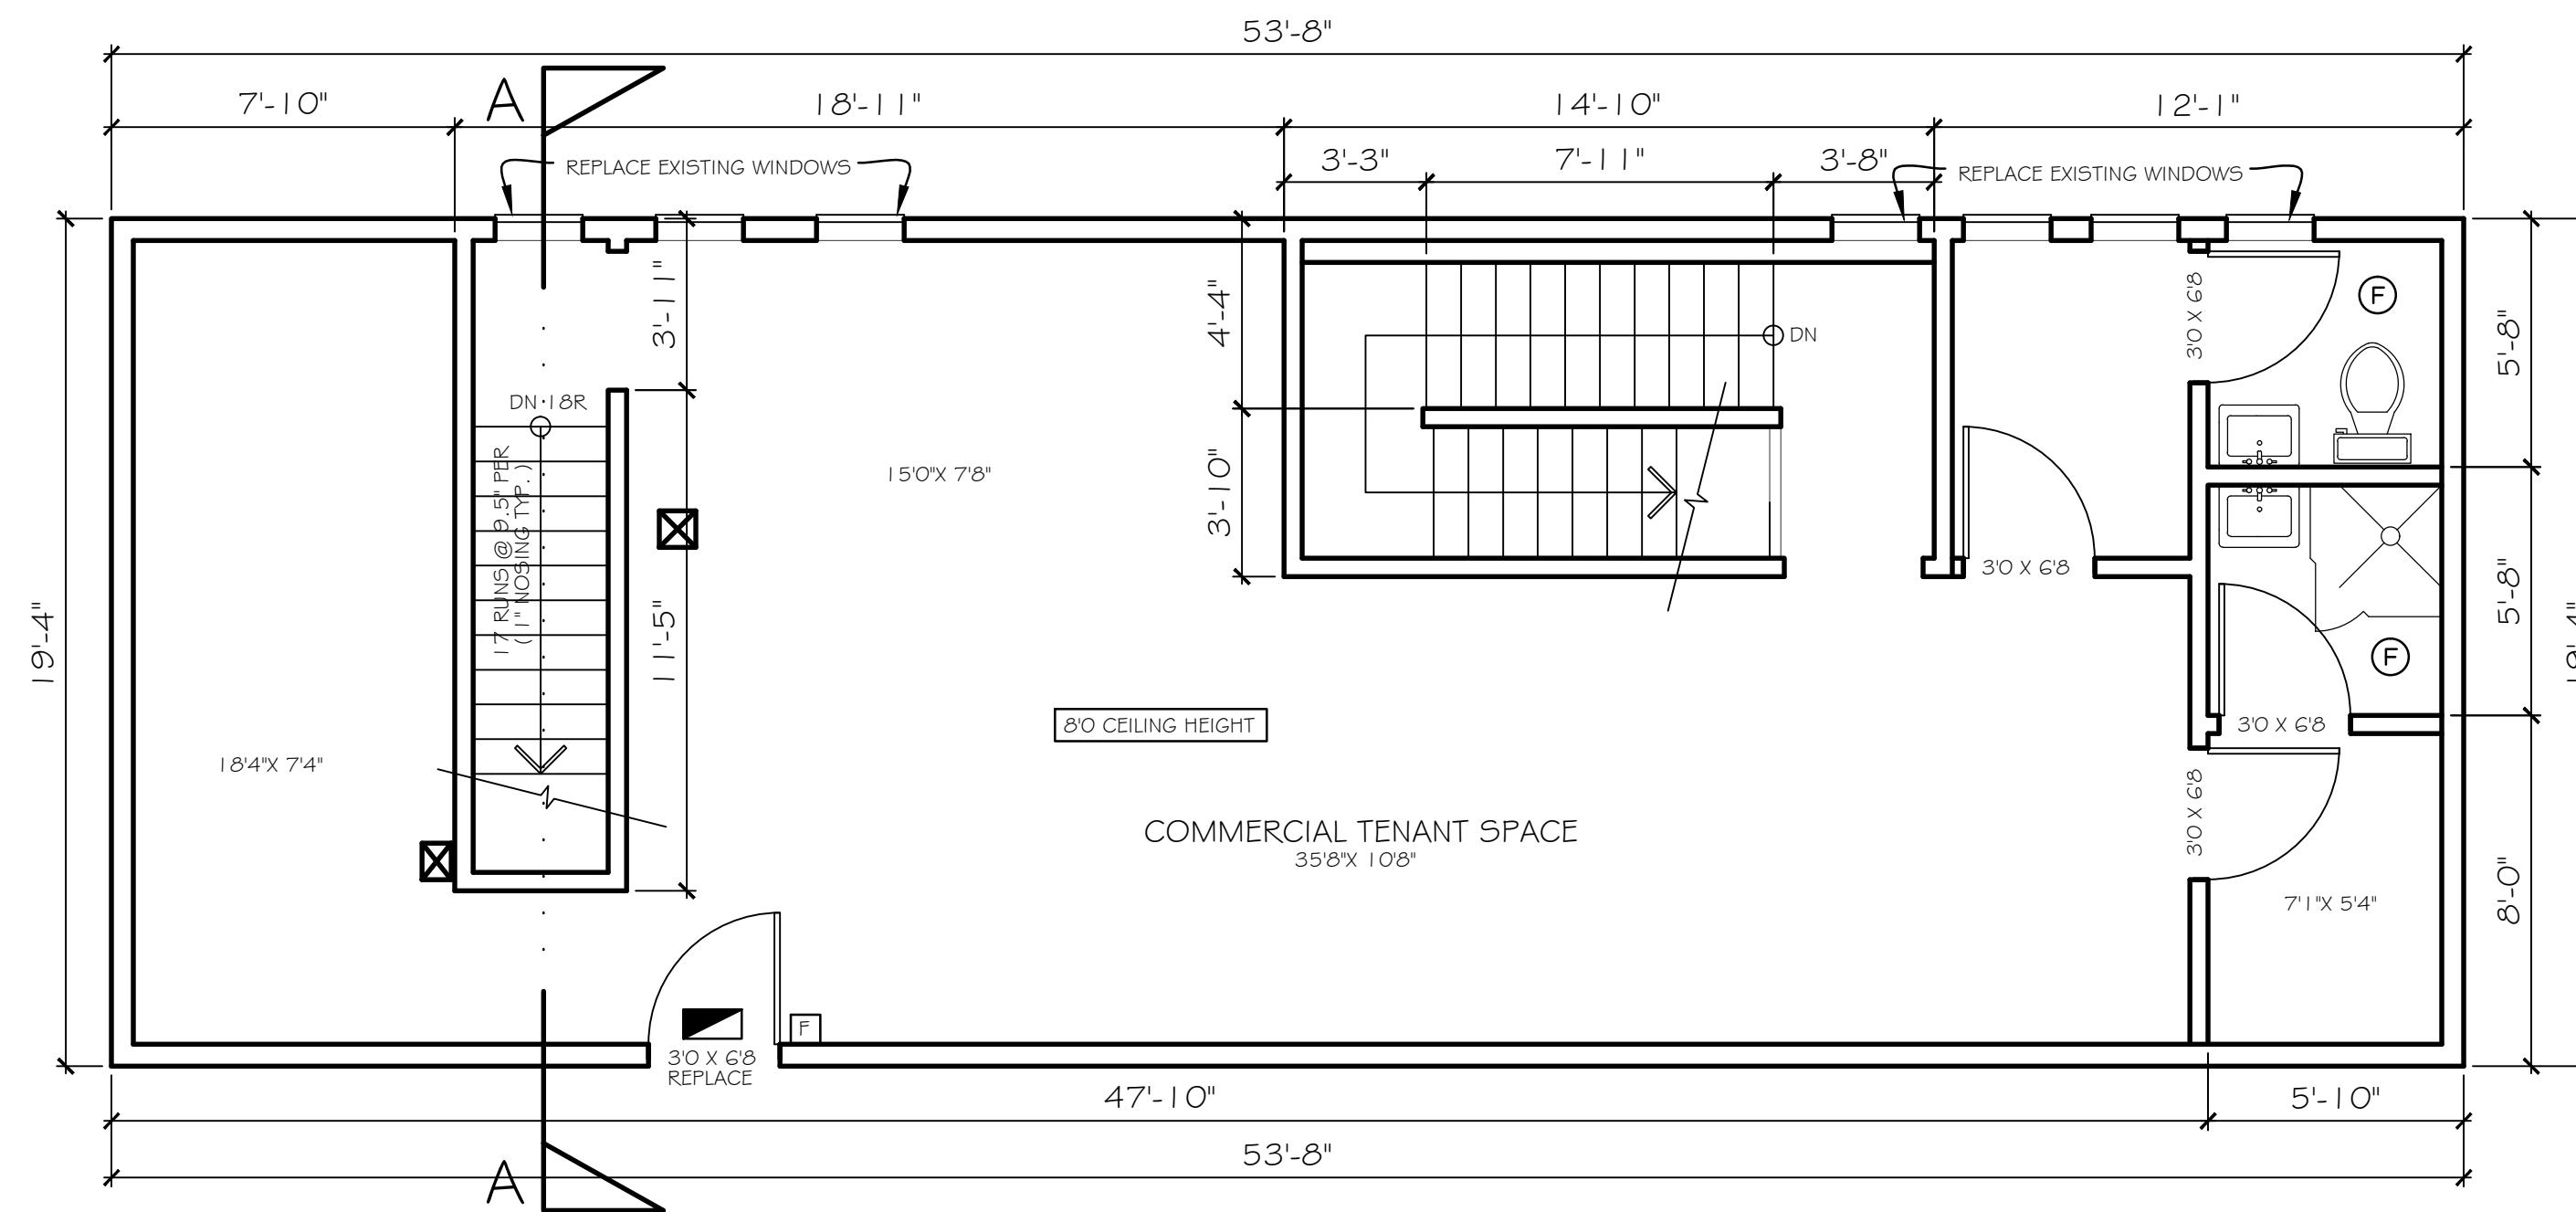 53'-8"
7'-10"
A
18'-11"
14'-10"
12'-1"
REPLACE EXISTING WINDOWS
3'-3"
7'-11"
3'-8"
REPLACE EXISTING WINDOWS
3'-11"
4'-4"
DN
3'0 X 6'8
F
5'-8"
DN 18R
17 RUNS @ 9.5" PER
( 1" NOSING TYP. )
15'0"X 7'8"
3'-10"
3'0 X 6'8
5'-8"
19'-4"
11'-5"
F
3'0 X 6'8
8'0 CEILING HEIGHT
18'4"X 7'4"
COMMERCIAL TENANT SPACE
35'8"X 10'8"
3'0 X 6'8
7'1"X 5'4"
8'-0"
F
3'0 X 6'8
REPLACE
47'-10"
5'-10"
53'-8"
A